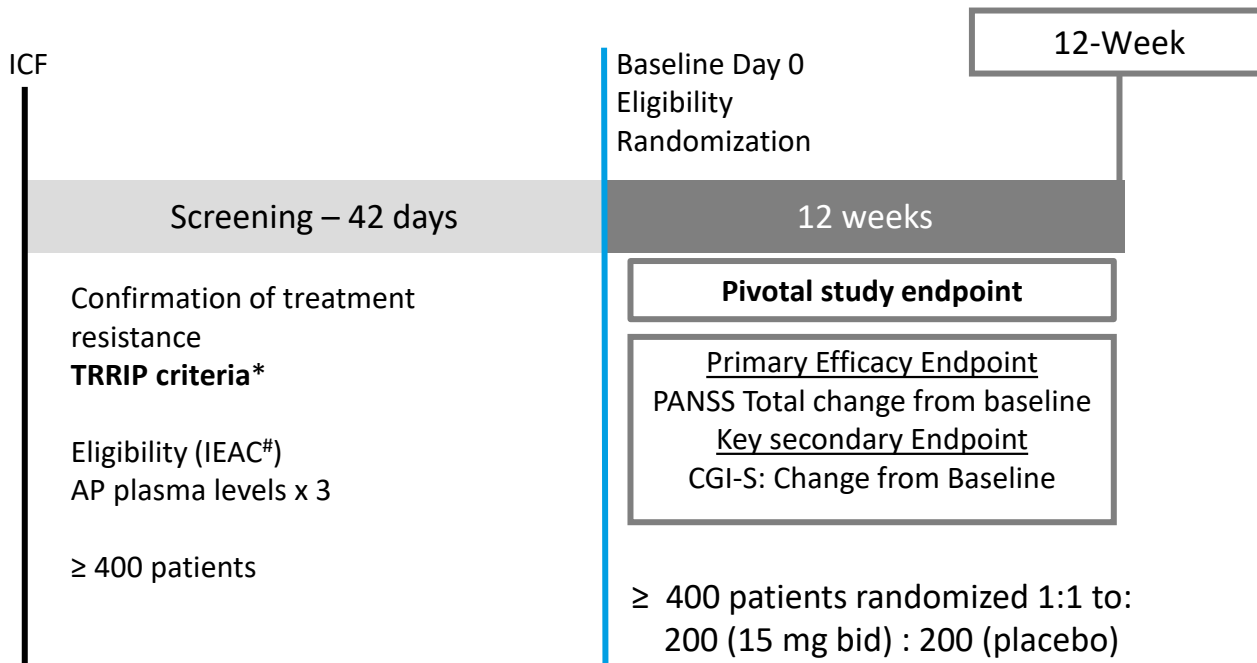 12-Week
ICF
Baseline Day 0
Eligibility
Randomization
Screening – 42 days
12 weeks
Confirmation of treatment
resistance
TRRIP criteria*
Eligibility (IEAC#)
AP plasma levels x 3
≥ 400 patients
Pivotal study endpoint
Primary Efficacy Endpoint
PANSS Total change from baseline
Key secondary Endpoint
CGI-S: Change from Baseline
≥ 400 patients randomized 1:1 to:
200 (15 mg bid) : 200 (placebo)